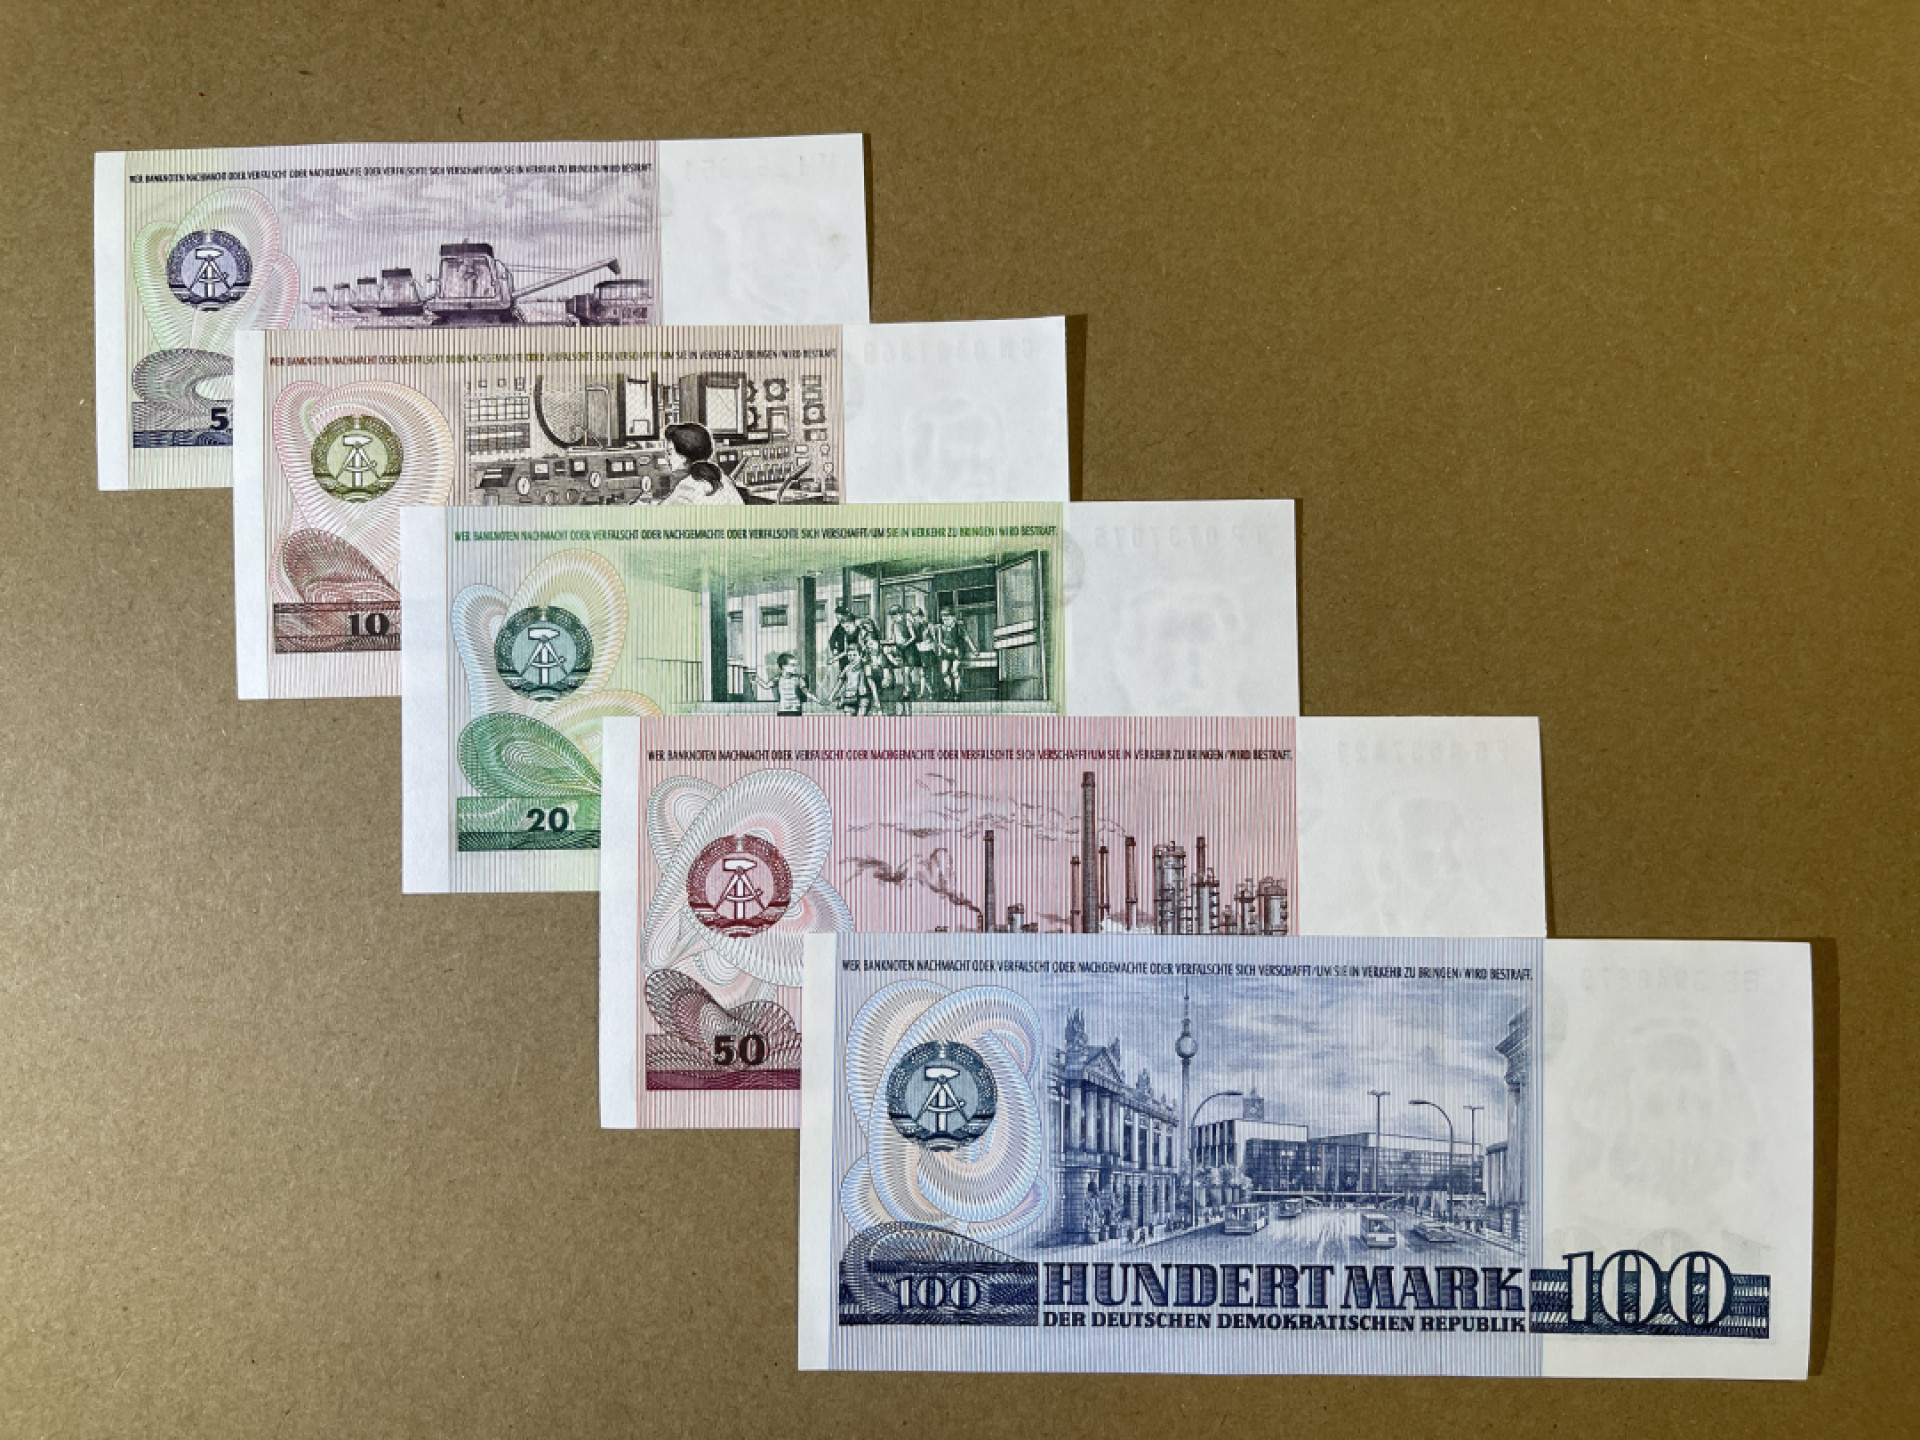 WER BANKNOTEN NACHMACHT ODER VERFÄLSCHT ODER NACHGEMACHTE ODER VERFÄLSCHTE SICH VERSCHAFFT/UM SIE IN VERKEHR ZU BRINGEN/WIRD BESTRAFT.
5
WER BANKNOTEN NACHMACHT ODER VERFÄLSCHT ODER NACHGEMACHTE ODER VERFÄLSCHTE SICH VERSCHAFFT/UM SIE IN VERKEHR ZU BRINGEN/WIRD BESTRAFT.
10
WER BANKNOTEN NACHMACHT ODER VERFÄLSCHT ODER NACHGEMACHTE ODER VERFÄLSCHTE SICH VERSCHAFFT/UM SIE IN VERKEHR ZU BRINGEN/WIRD BESTRAFT.
20
WER BANKNOTEN NACHMACHT ODER VERFÄLSCHT ODER NACHGEMACHTE ODER VERFÄLSCHTE SICH VERSCHAFFT/UM SIE IN VERKEHR ZU BRINGEN/WIRD BESTRAFT.
50
WER BANKNOTEN NACHMACHT ODER VERFÄLSCHT ODER NACHGEMACHTE ODER VERFÄLSCHTE SICH VERSCHAFFT/UM SIE IN VERKEHR ZU BRINGEN/WIRD BESTRAFT.
100 HUNDERT MARK 100
DER DEUTSCHEN DEMOKRATISCHEN REPUBLIK